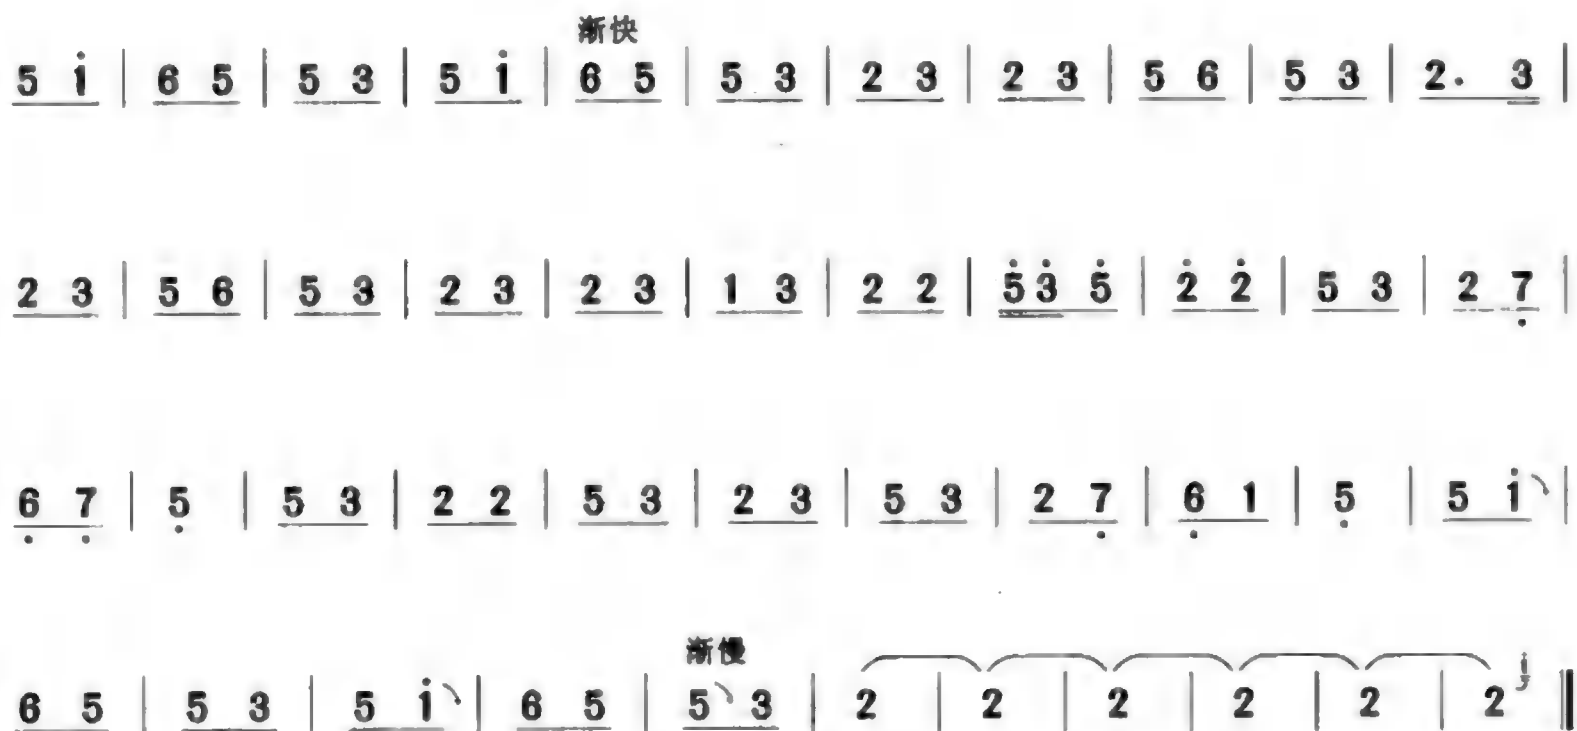 渐快
5 i̇ | 6 5 | 5 3 | 5 i̇ | 6 5 | 5 3 | 2 3 | 2 3 | 5 6 | 5 3 | 2· 3 |
2 3 | 5 6 | 5 3 | 2 3 | 2 3 | 1 3 | 2 2 | 5̇ 3̇ 5̇ | 2̇ 2̇ | 5 3 | 2 7̣ |
6̣ 7̣ | 5̣ | 5 3 | 2 2 | 5 3 | 2 3 | 5 3 | 2 7̣ | 6̣ 1 | 5̣ | 5 i̇ |
渐慢
6 5 | 5 3 | 5 i̇ | 6 5 | 5 3 | 2 | 2 | 2 | 2 | 2 | 2 ‖